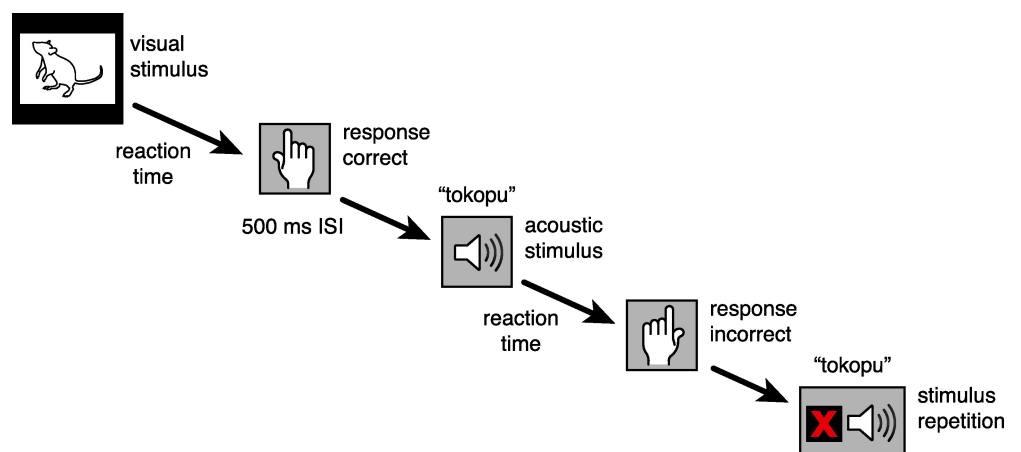 visual
stimulus
reaction
time
response
correct
500 ms ISI
“tokopu”
acoustic
stimulus
reaction
time
response
incorrect
“tokopu”
X
stimulus
repetition